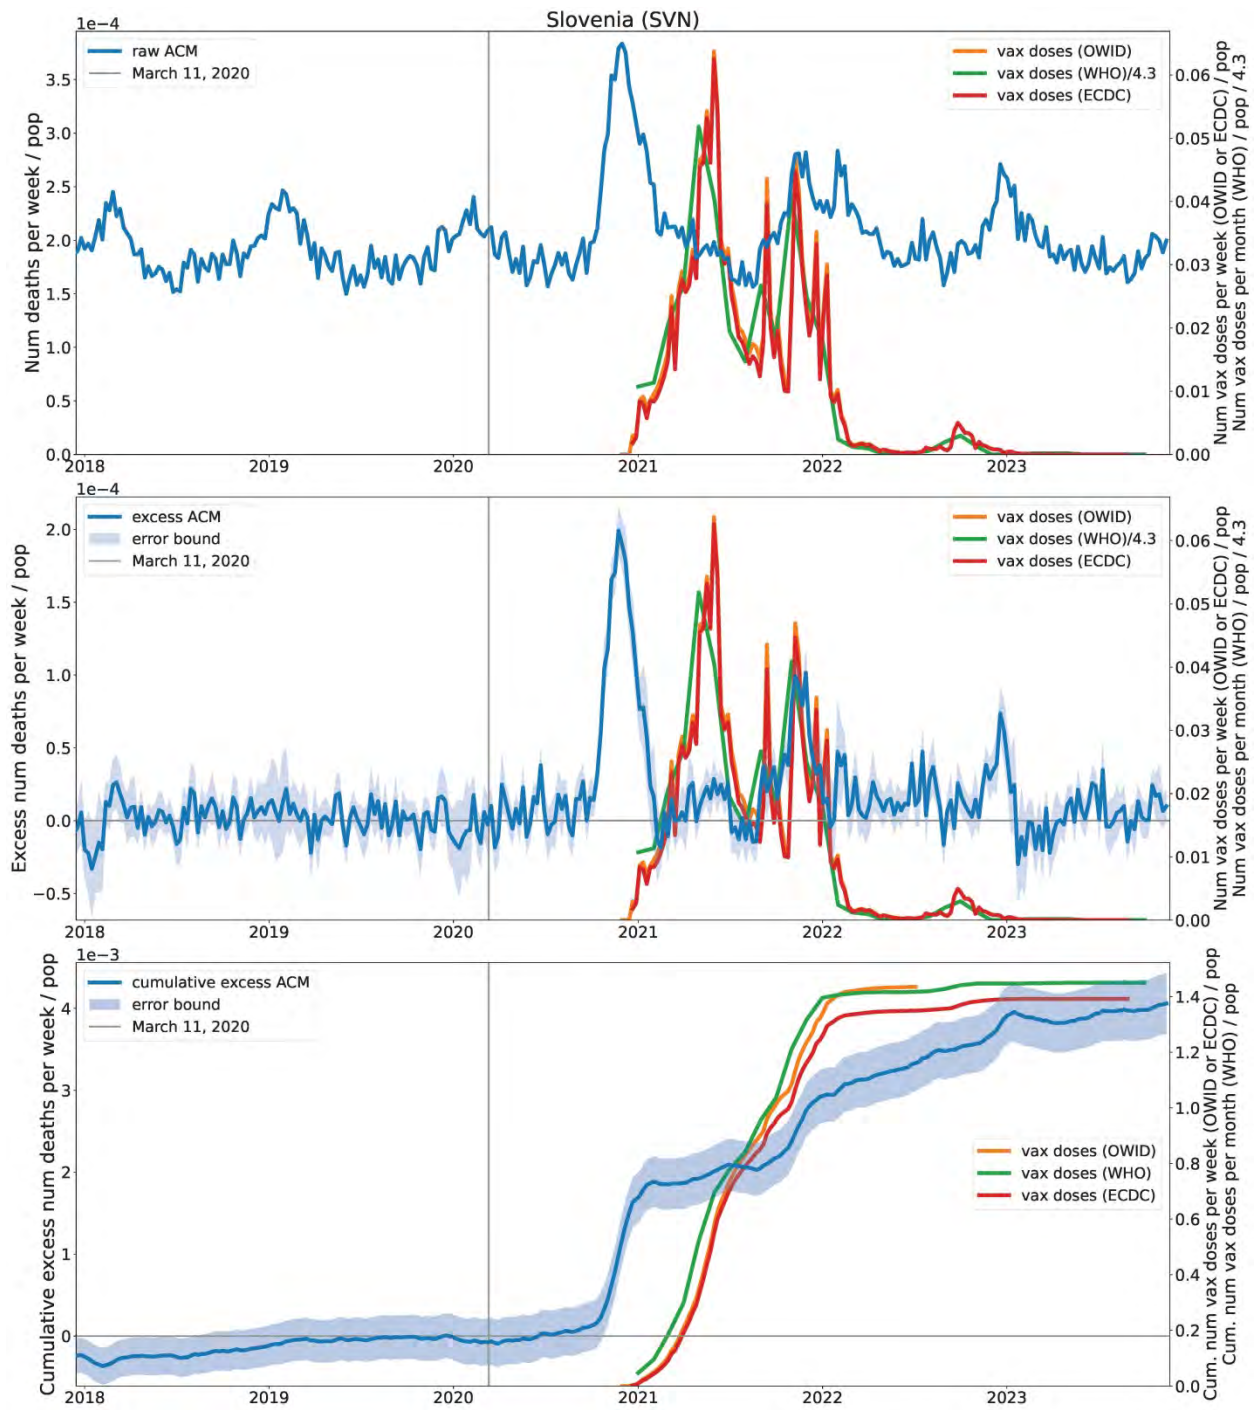 Slovenia (SVN)
1e−4
raw ACM
March 11, 2020
vax doses (OWID)
vax doses (WHO)/4.3
vax doses (ECDC)
Num deaths per week / pop
3.5
3.0
2.5
2.0
1.5
1.0
0.5
0.0
0.06
0.05
0.04
0.03
0.02
0.01
0.00
Num vax doses per week (OWID or ECDC) / pop
Num vax doses per month (WHO) / pop / 4.3
2018 2019 2020 2021 2022 2023
1e−4
excess ACM
error bound
March 11, 2020
vax doses (OWID)
vax doses (WHO)/4.3
vax doses (ECDC)
Excess num deaths per week / pop
2.0
1.5
1.0
0.5
0.0
−0.5
0.06
0.05
0.04
0.03
0.02
0.01
0.00
Num vax doses per week (OWID or ECDC) / pop
Num vax doses per month (WHO) / pop / 4.3
2018 2019 2020 2021 2022 2023
1e−3
cumulative excess ACM
error bound
March 11, 2020
vax doses (OWID)
vax doses (WHO)
vax doses (ECDC)
Cumulative excess num deaths per week / pop
4
3
2
1
0
1.4
1.2
1.0
0.8
0.6
0.4
0.2
0.0
Cum. num vax doses per week (OWID or ECDC) / pop
Cum. num vax doses per month (WHO) / pop
2018 2019 2020 2021 2022 2023